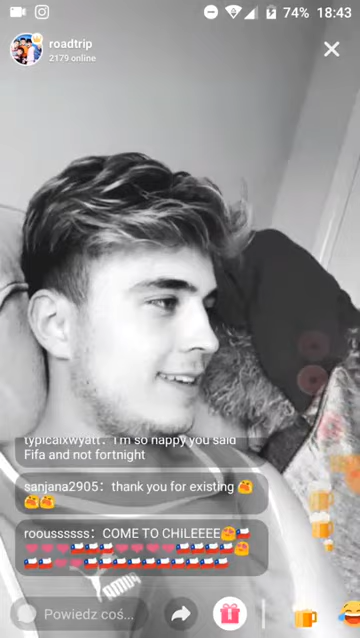 74% 18:43
roadtrip
2179 online
typicalxwyatt: I'm so happy you said
Fifa and not fortnight
sanjana2905: thank you for existing 😍
😍😍
rooussssss: COME TO CHILEEEE😍🇨🇱
PUMA
Powiedz coś...